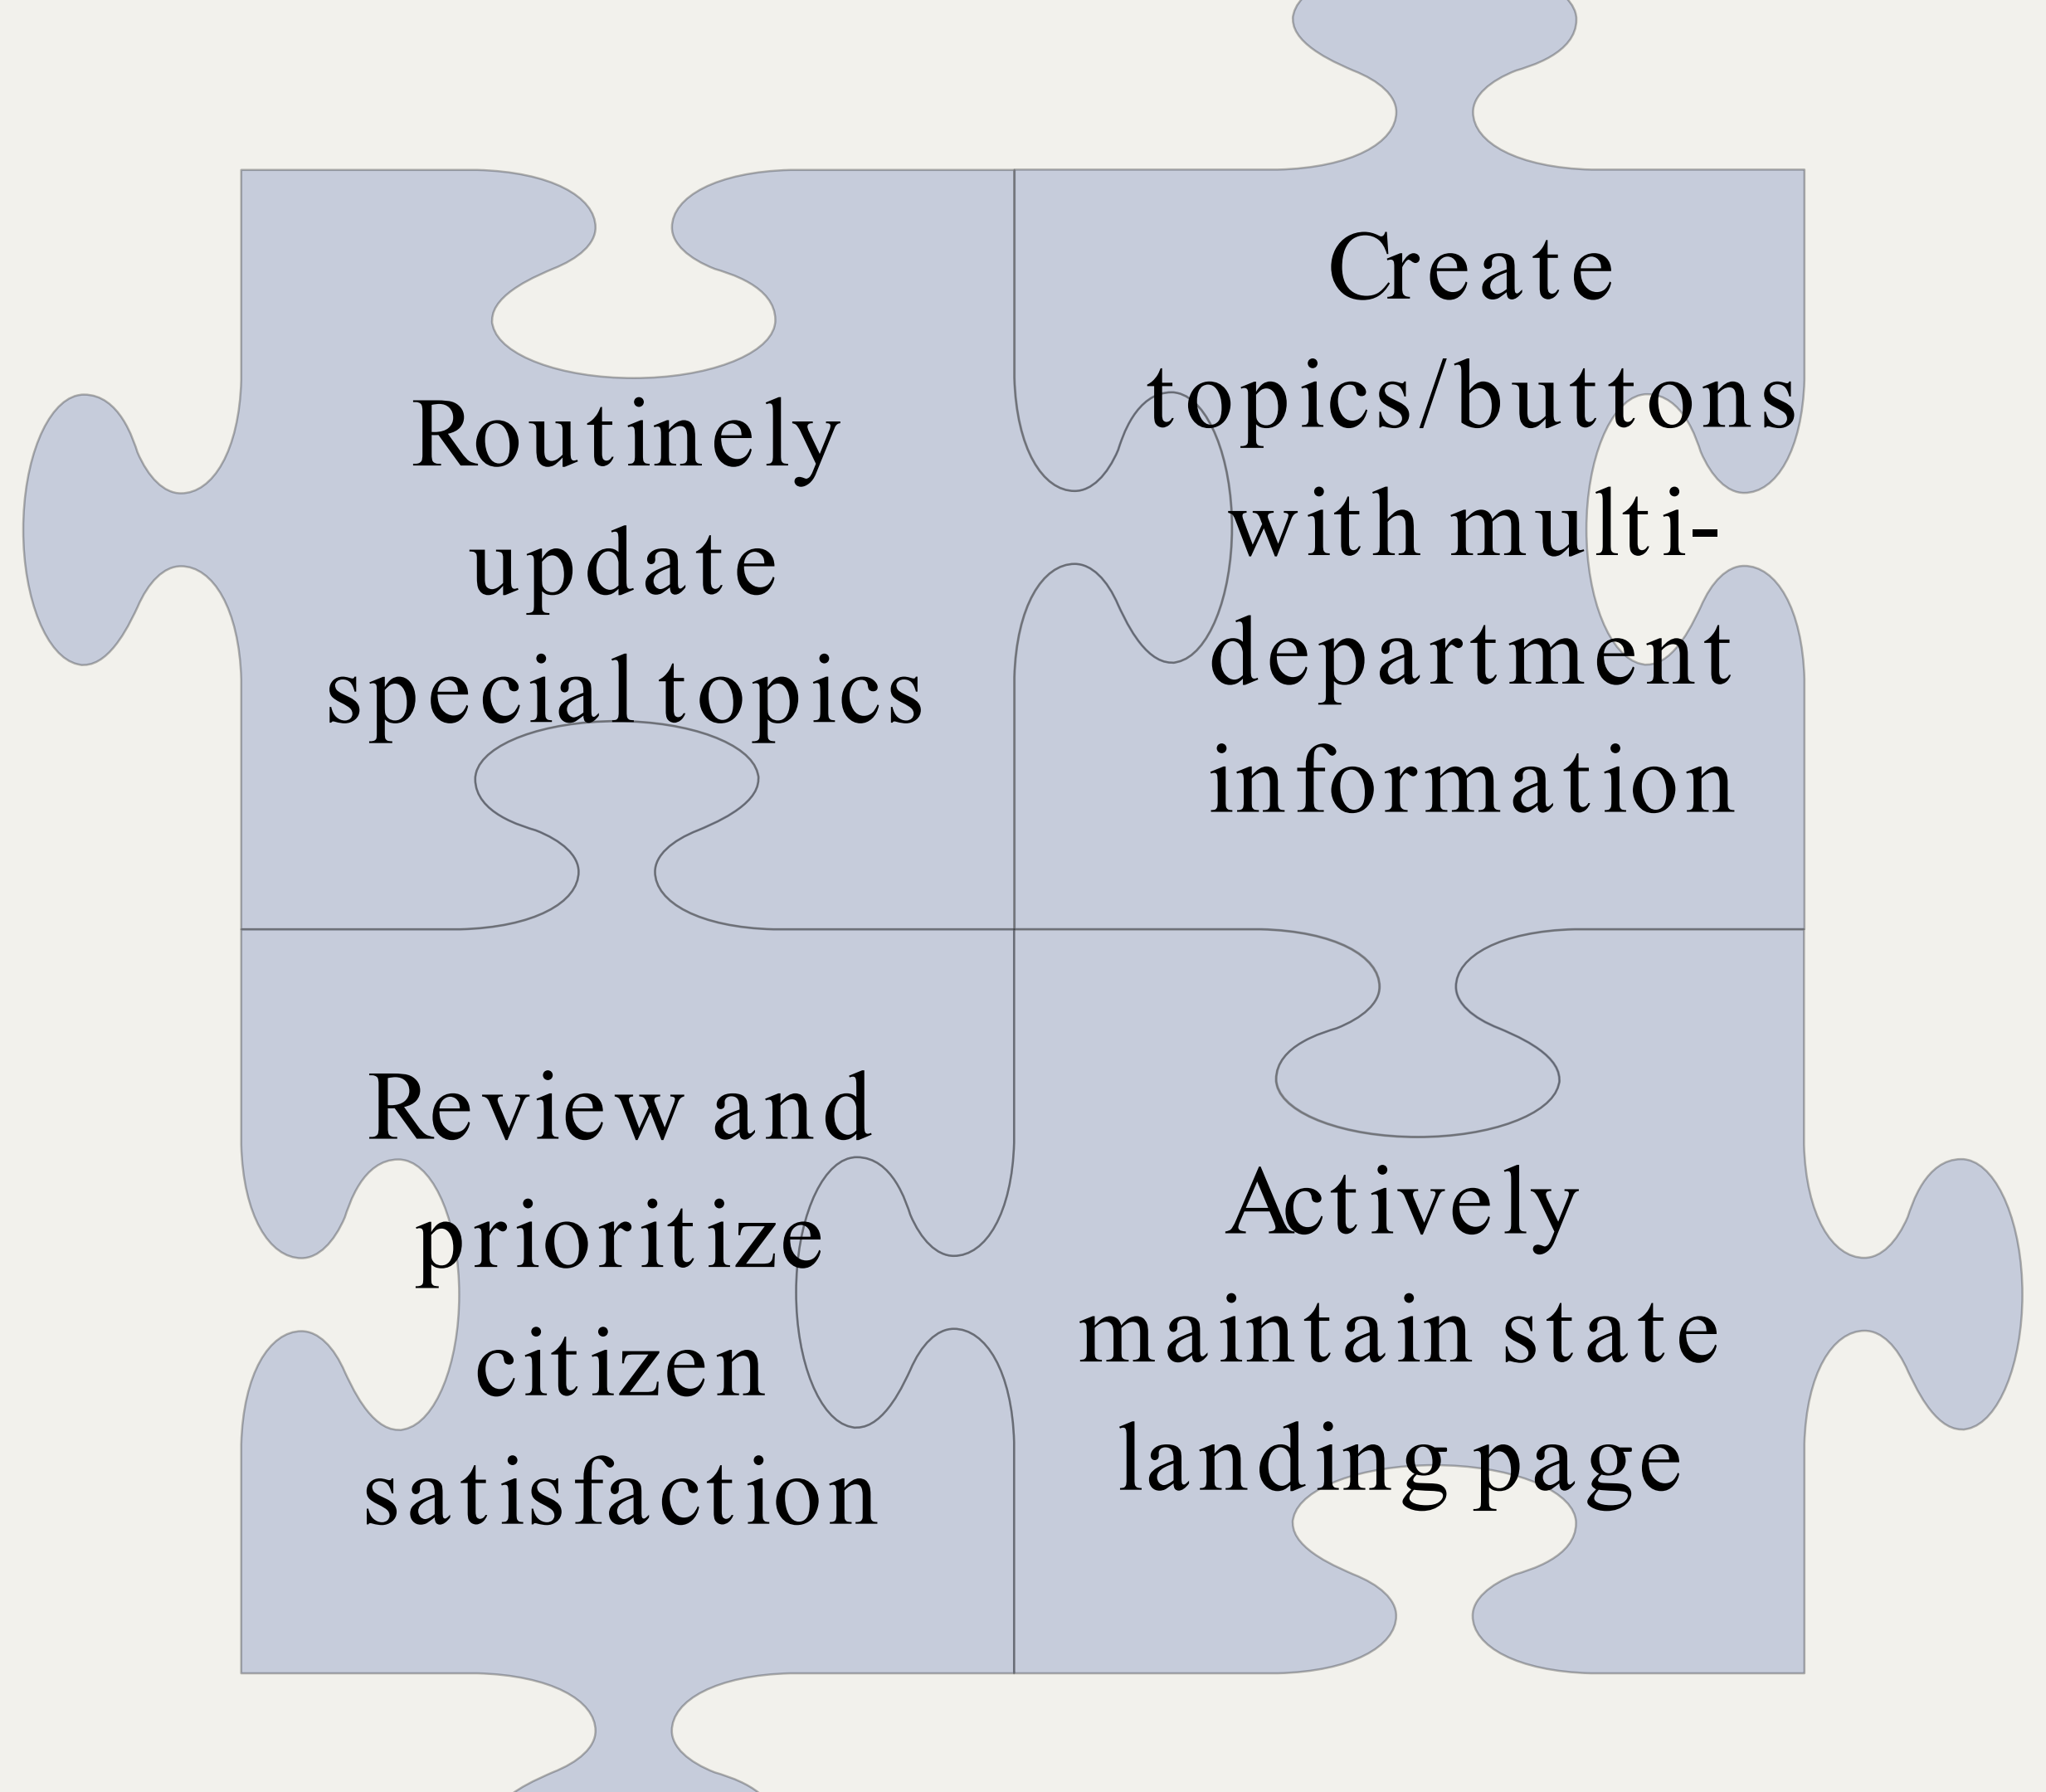 Routinely
update
special topics
Create
topics/buttons
with multi-
department
information
Review and
prioritize
citizen
satisfaction
Actively
maintain state
landing page